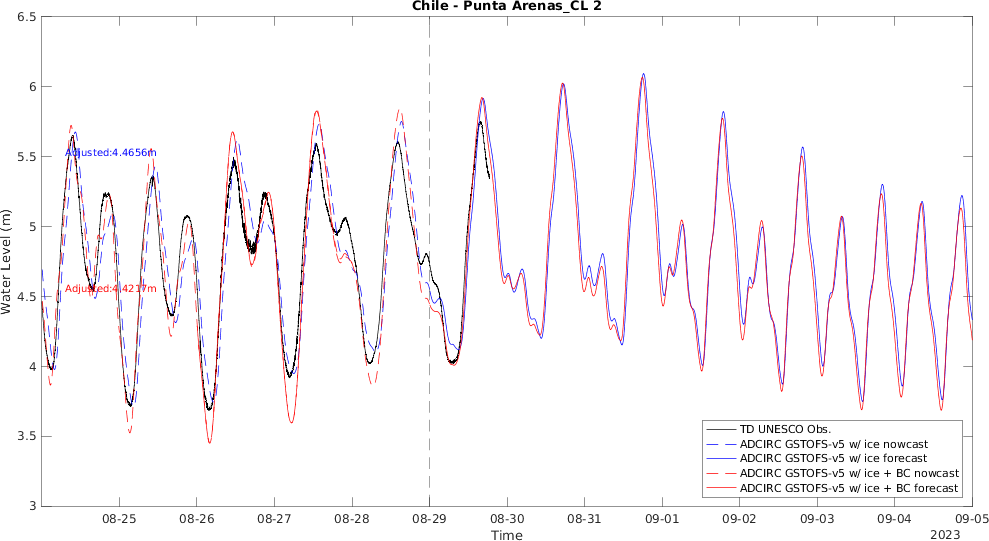 Chile - Punta Arenas_CL 2
6.5
6
5.5
5
4.5
4
3.5
3
Water Level (m)
Adjusted:4.4656m
Adjusted:4.4217m
TD UNESCO Obs.
ADCIRC GSTOFS-v5 w/ ice nowcast
ADCIRC GSTOFS-v5 w/ ice forecast
ADCIRC GSTOFS-v5 w/ ice + BC nowcast
ADCIRC GSTOFS-v5 w/ ice + BC forecast
08-25 08-26 08-27 08-28 08-29 08-30 08-31 09-01 09-02 09-03 09-04 09-05
Time
2023